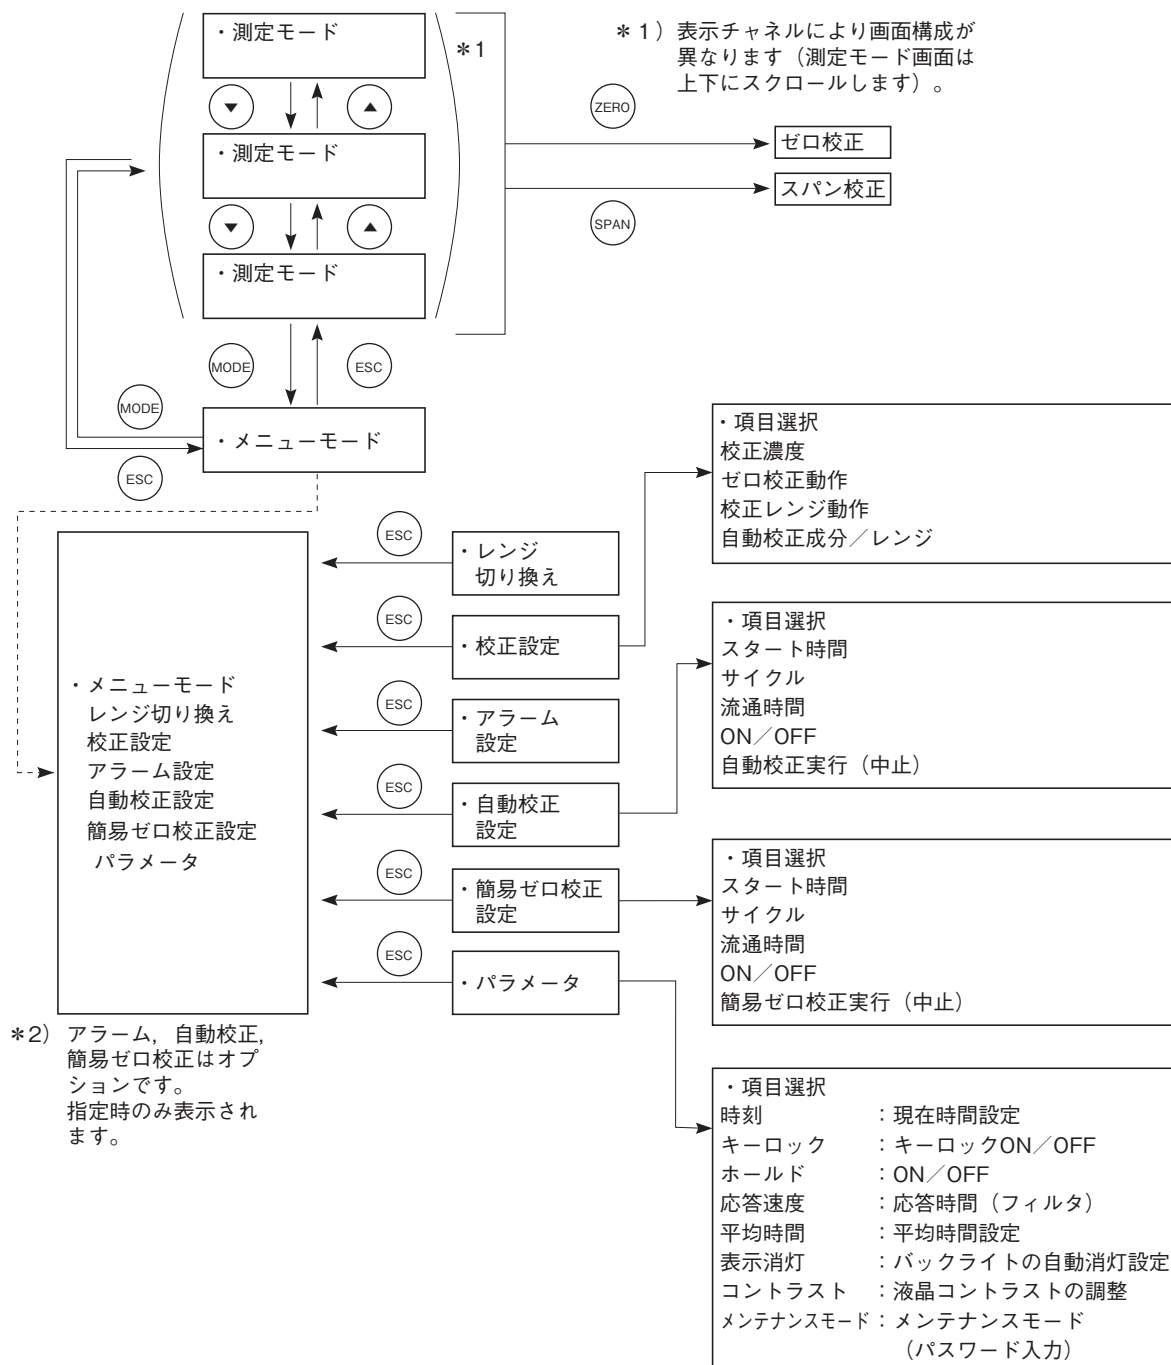 ・測定モード
＊1
＊1）表示チャネルにより画面構成が
異なります（測定モード画面は
上下にスクロールします）。
▼
▲
ZERO
・測定モード
ゼロ校正
スパン校正
▼
▲
SPAN
・測定モード
MODE
ESC
MODE
・メニューモード
ESC
・項目選択
校正濃度
ゼロ校正動作
校正レンジ動作
自動校正成分／レンジ
ESC
・レンジ
切り換え
ESC
・校正設定
・項目選択
スタート時間
サイクル
流通時間
ON／OFF
自動校正実行（中止）
・メニューモード
レンジ切り換え
校正設定
アラーム設定
自動校正設定
簡易ゼロ校正設定
パラメータ
ESC
・アラーム
設定
ESC
・自動校正
設定
ESC
・簡易ゼロ校正
設定
・項目選択
スタート時間
サイクル
流通時間
ON／OFF
簡易ゼロ校正実行（中止）
ESC
・パラメータ
＊2）アラーム，自動校正，
簡易ゼロ校正はオプ
ションです。
指定時のみ表示され
ます。
・項目選択
時刻　：現在時間設定
キーロック　：キーロックON／OFF
ホールド　：ON／OFF
応答速度　：応答時間（フィルタ）
平均時間　：平均時間設定
表示消灯　：バックライトの自動消灯設定
コントラスト　：液晶コントラストの調整
メンテナンスモード：メンテナンスモード
（パスワード入力）